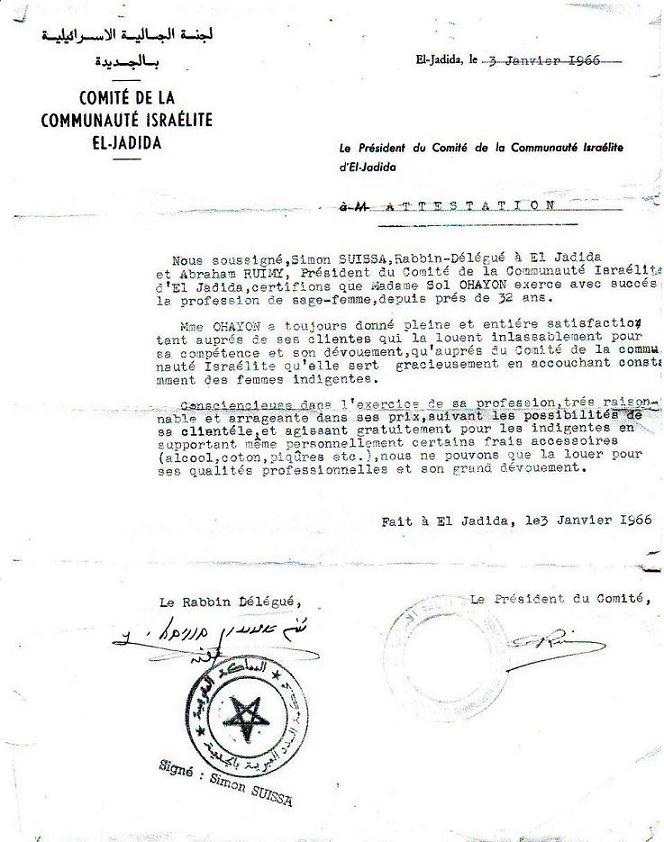 لجنة الجالية الاسرائيلية
بالجديدة
COMITÉ DE LA
COMMUNAUTÉ ISRAÉLITE
EL-JADIDA
El-Jadida, le 3 Janvier 1966
Le Président du Comité de la Communauté Israélite
d'El-Jadida
à M ATTESTATION
Nous soussigné,Simon SUISSA,Rabbin-Délégué à El Jadida
et Abraham RUIMY, Président du Comité de la Communauté Israélite
d'El Jadida,certifions que Madame Sol OHAYON exerce avec succés
la profession de sage-femme,depuis prés de 32 ans.
Mme OHAYON a toujours donné pleine et entiére satisfaction
tant auprés de ses clientes qui la louent inlassablement pour
sa compétence et son dévouement,qu'auprés du Comité de la commu
nauté Israélite qu'elle sert gracieusement en accouchant consta
mment des femmes indigentes.
Consciencieuse dans l'exercice de sa profession,trés raison-
nable et arrageante dans ses prix,suivant les possibilités de
sa clientéle,et agissant gratuitement pour les indigentes en
supportant même personnellement certains frais accessoires
(alcool,coton,piqûres etc.),nous ne pouvons que la louer pour
ses qualités professionnelles et son grand dévouement.
Fait à El Jadida, le3 Janvier 1966
Le Rabbin Délégué,
Le Président du Comité,
المملكة المغربية
Signé : Simon SUISSA